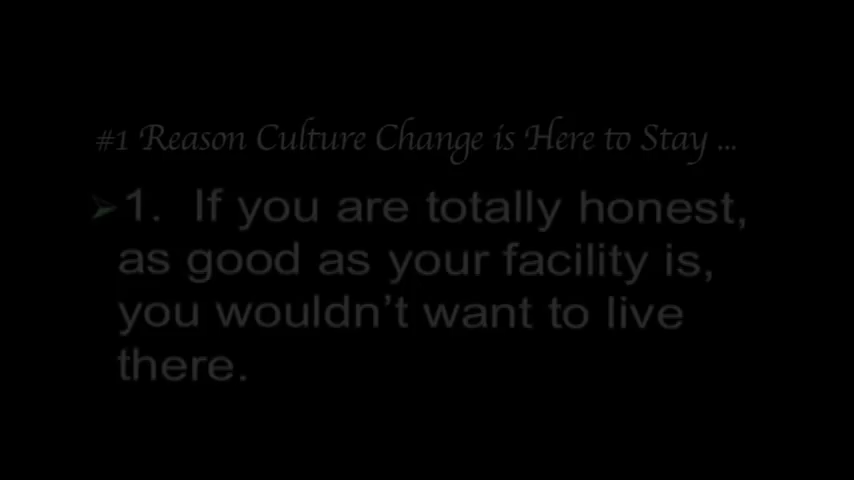 #1 Reason Culture Change is Here to Stay ...
1. If you are totally honest,
as good as your facility is,
you wouldn't want to live
there.